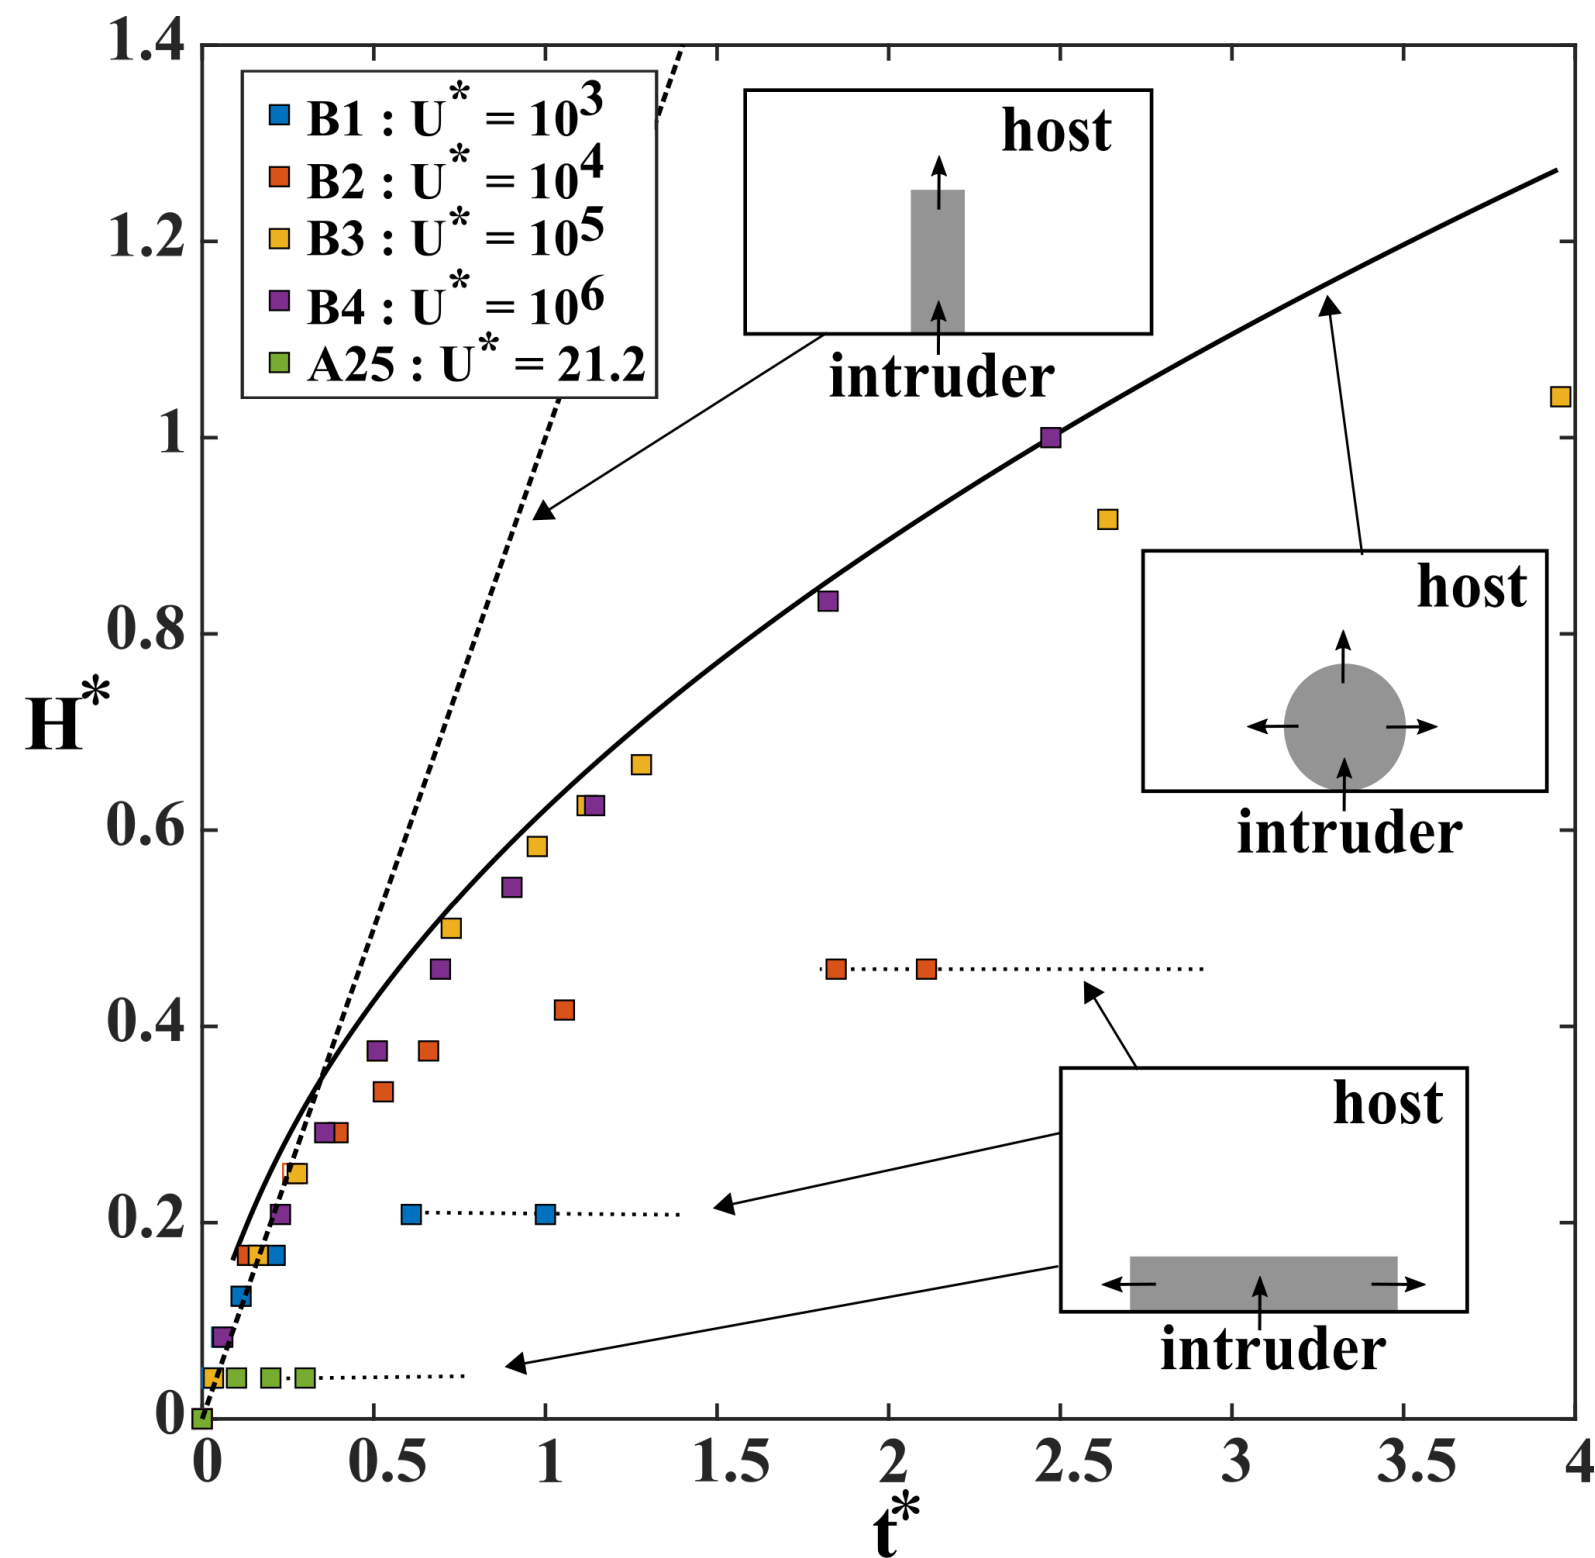 1.4
1.2
1
0.8
0.6
0.4
0.2
0
H*
B1 : U* = 10^3
B2 : U* = 10^4
B3 : U* = 10^5
B4 : U* = 10^6
A25 : U* = 21.2
host
intruder
host
intruder
host
intruder
0 0.5 1 1.5 2 2.5 3 3.5 4
t*